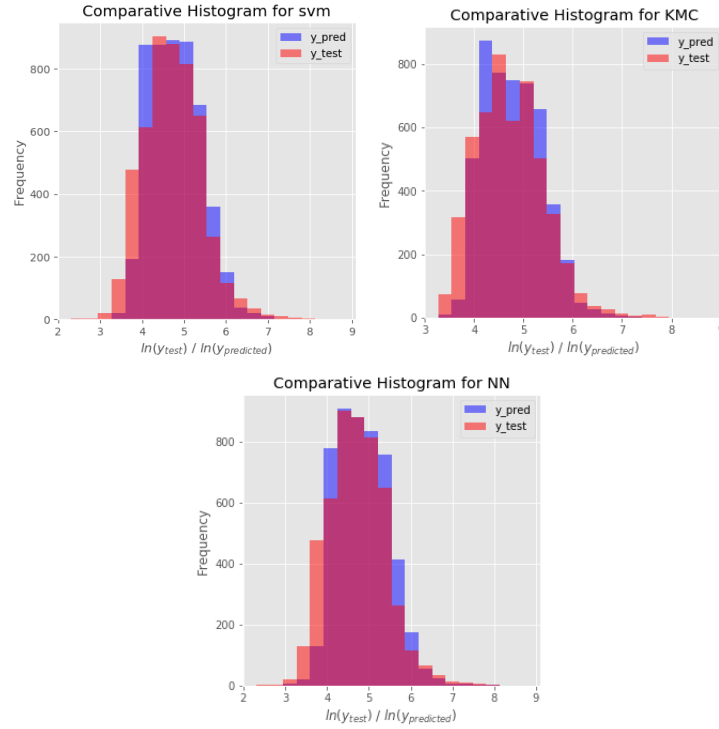 Comparative Histogram for svm
y_pred
y_test
800
600
400
200
0
Frequency
2 3 4 5 6 7 8 9
ln(y_test) / ln(y_predicted)
Comparative Histogram for KMC
y_pred
y_test
800
600
400
200
0
Frequency
3 4 5 6 7 8
ln(y_test) / ln(y_predicted)
Comparative Histogram for NN
y_pred
y_test
800
600
400
200
0
Frequency
2 3 4 5 6 7 8 9
ln(y_test) / ln(y_predicted)